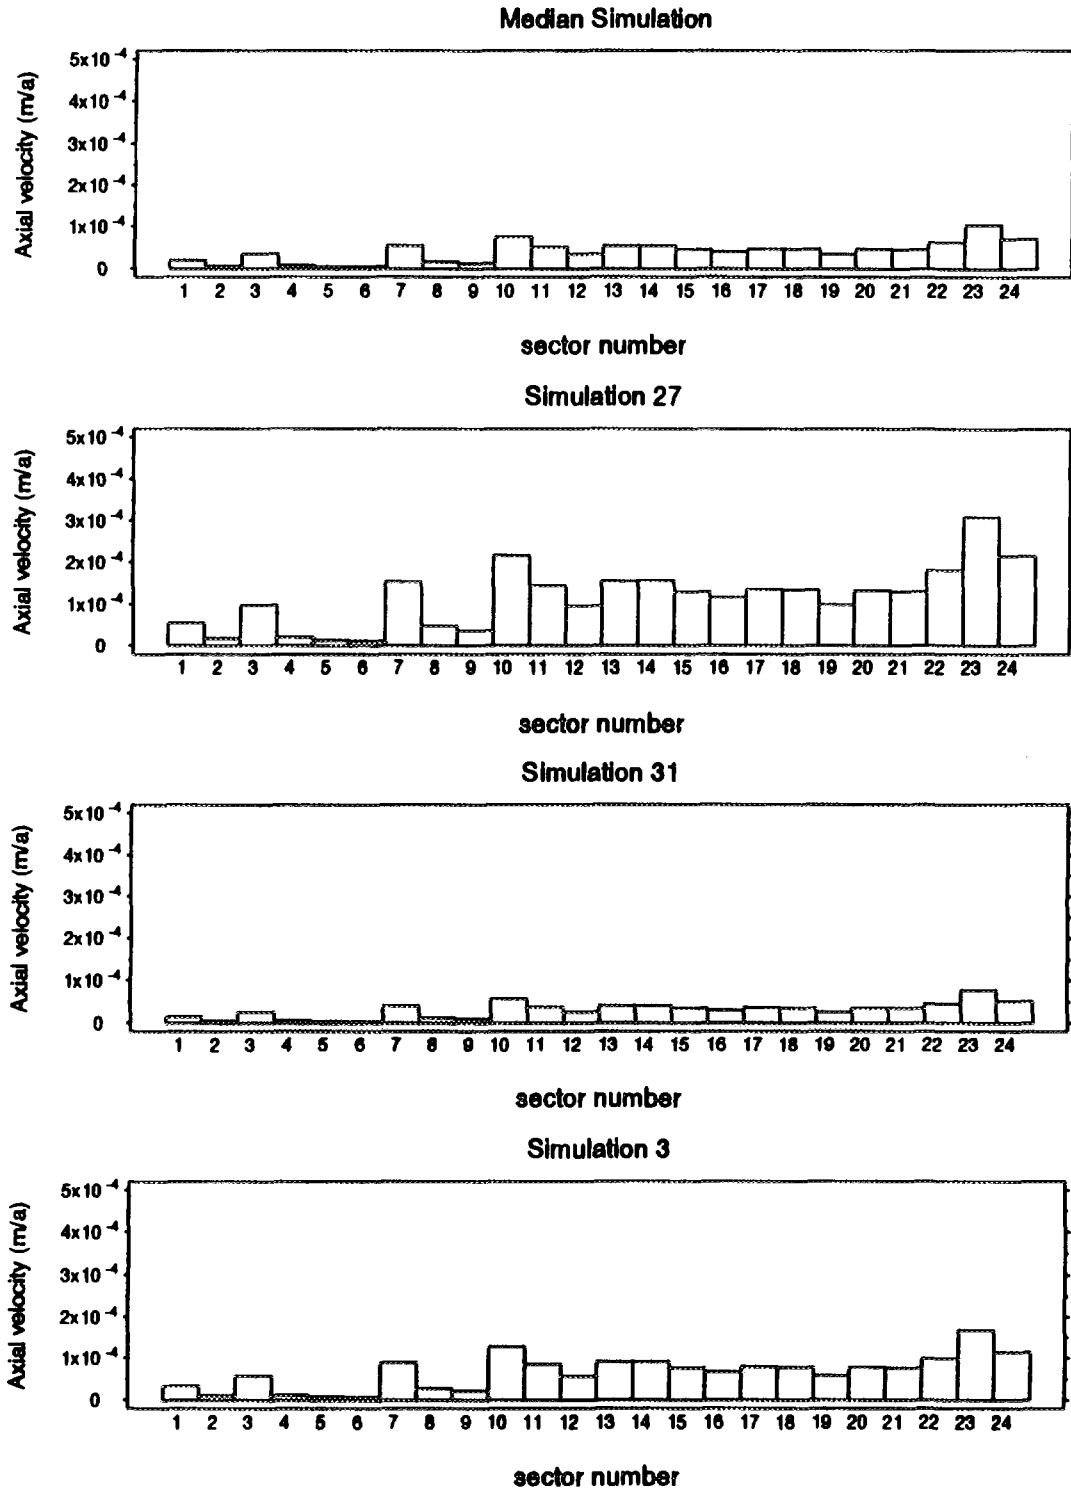 Median Simulation
Axial velocity (m/a)
5x10 -4
4x10 -4
3x10 -4
2x10 -4
1x10 -4
0
1 2 3 4 5 6 7 8 9 10 11 12 13 14 15 16 17 18 19 20 21 22 23 24
sector number
Simulation 27
Axial velocity (m/a)
5x10 -4
4x10 -4
3x10 -4
2x10 -4
1x10 -4
0
1 2 3 4 5 6 7 8 9 10 11 12 13 14 15 16 17 18 19 20 21 22 23 24
sector number
Simulation 31
Axial velocity (m/a)
5x10 -4
4x10 -4
3x10 -4
2x10 -4
1x10 -4
0
1 2 3 4 5 6 7 8 9 10 11 12 13 14 15 16 17 18 19 20 21 22 23 24
sector number
Simulation 3
Axial velocity (m/a)
5x10 -4
4x10 -4
3x10 -4
2x10 -4
1x10 -4
0
1 2 3 4 5 6 7 8 9 10 11 12 13 14 15 16 17 18 19 20 21 22 23 24
sector number